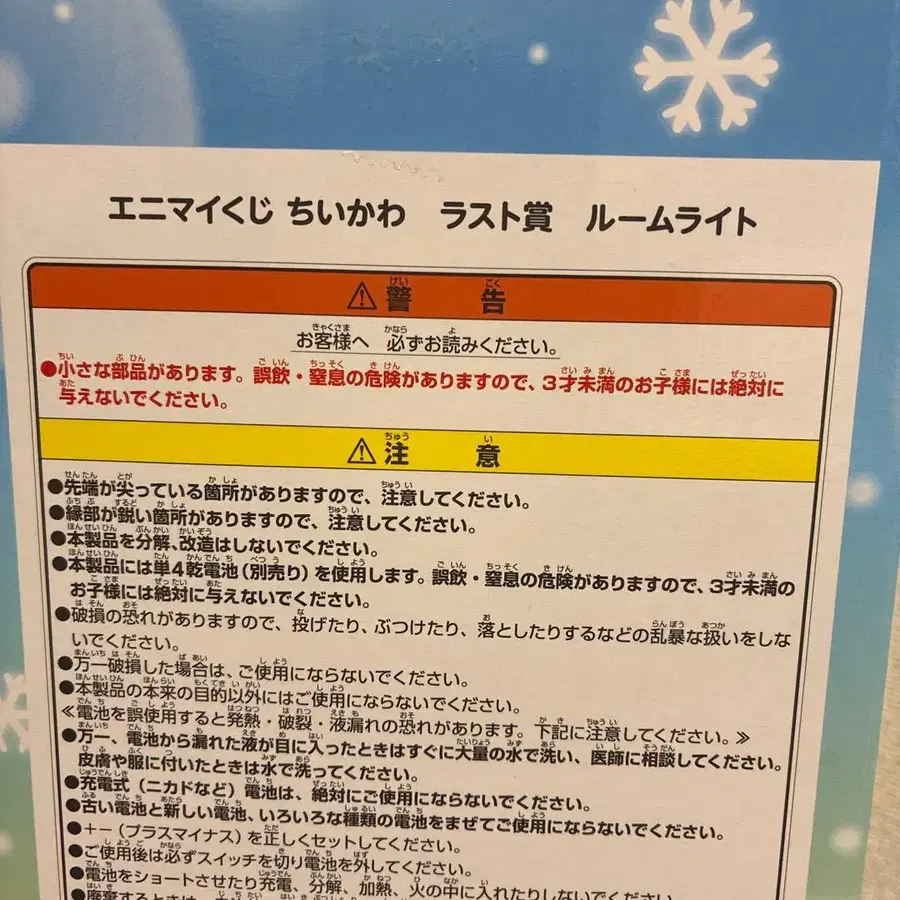 エニマイくじ ちいかわ　ラスト賞　ルームライト
⚠警　告
お客様へ 必ずお読みください。
●小さな部品があります。誤飲・窒息の危険がありますので、3才未満のお子様には絶対に
与えないでください。
⚠注　意
●先端が尖っている箇所がありますので、注意してください。
●縁部が鋭い箇所がありますので、注意してください。
●本製品を分解、改造はしないでください。
●本製品には単4乾電池(別売り)を使用します。誤飲・窒息の危険がありますので、3才未満の
お子様には絶対に与えないでください。
●破損の恐れがありますので、投げたり、ぶつけたり、落としたりするなどの乱暴な扱いをしな
いでください。
●万一破損した場合は、ご使用にならないでください。
●本製品の本来の目的以外にはご使用にならないでください。
≪電池を誤使用すると発熱・破裂・液漏れの恐れがあります。下記に注意してください。≫
●万一、電池から漏れた液が目に入ったときはすぐに大量の水で洗い、医師に相談してください。
皮膚や服に付いたときは水で洗ってください。
●充電式(ニカドなど)電池は、絶対にご使用にならないでください。
●古い電池と新しい電池、いろいろな種類の電池をまぜてご使用にならないでください。
●+−(プラスマイナス)を正しくセットしてください。
●ご使用後は必ずスイッチを切り電池を外してください。
●電池をショートさせたり充電、分解、加熱、火の中に入れたりしないでください。
●廃棄するときは